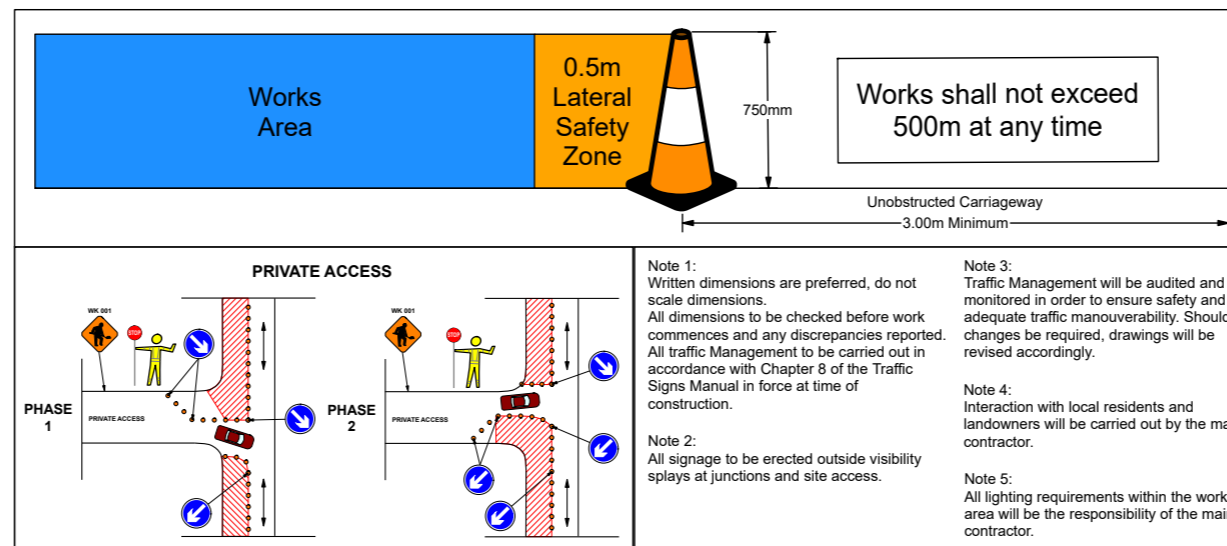 Works
Area
0.5m
Lateral
Safety
Zone
750mm
Works shall not exceed
500m at any time
Unobstructed Carriageway
3.00m Minimum
PRIVATE ACCESS
WK 001
STOP
PHASE
1
PRIVATE ACCESS
WK 001
STOP
PHASE
2
PRIVATE ACCESS
Note 1:
Written dimensions are preferred, do not
scale dimensions.
All dimensions to be checked before work
commences and any discrepancies reported.
All traffic Management to be carried out in
accordance with Chapter 8 of the Traffic
Signs Manual in force at time of
construction.
Note 2:
All signage to be erected outside visibility
splays at junctions and site access.
Note 3:
Traffic Management will be audited and
monitored in order to ensure safety and
adequate traffic manouverability. Should
changes be required, drawings will be
revised accordingly.
Note 4:
Interaction with local residents and
landowners will be carried out by the ma
contractor.
Note 5:
All lighting requirements within the work
area will be the responsibility of the main
contractor.